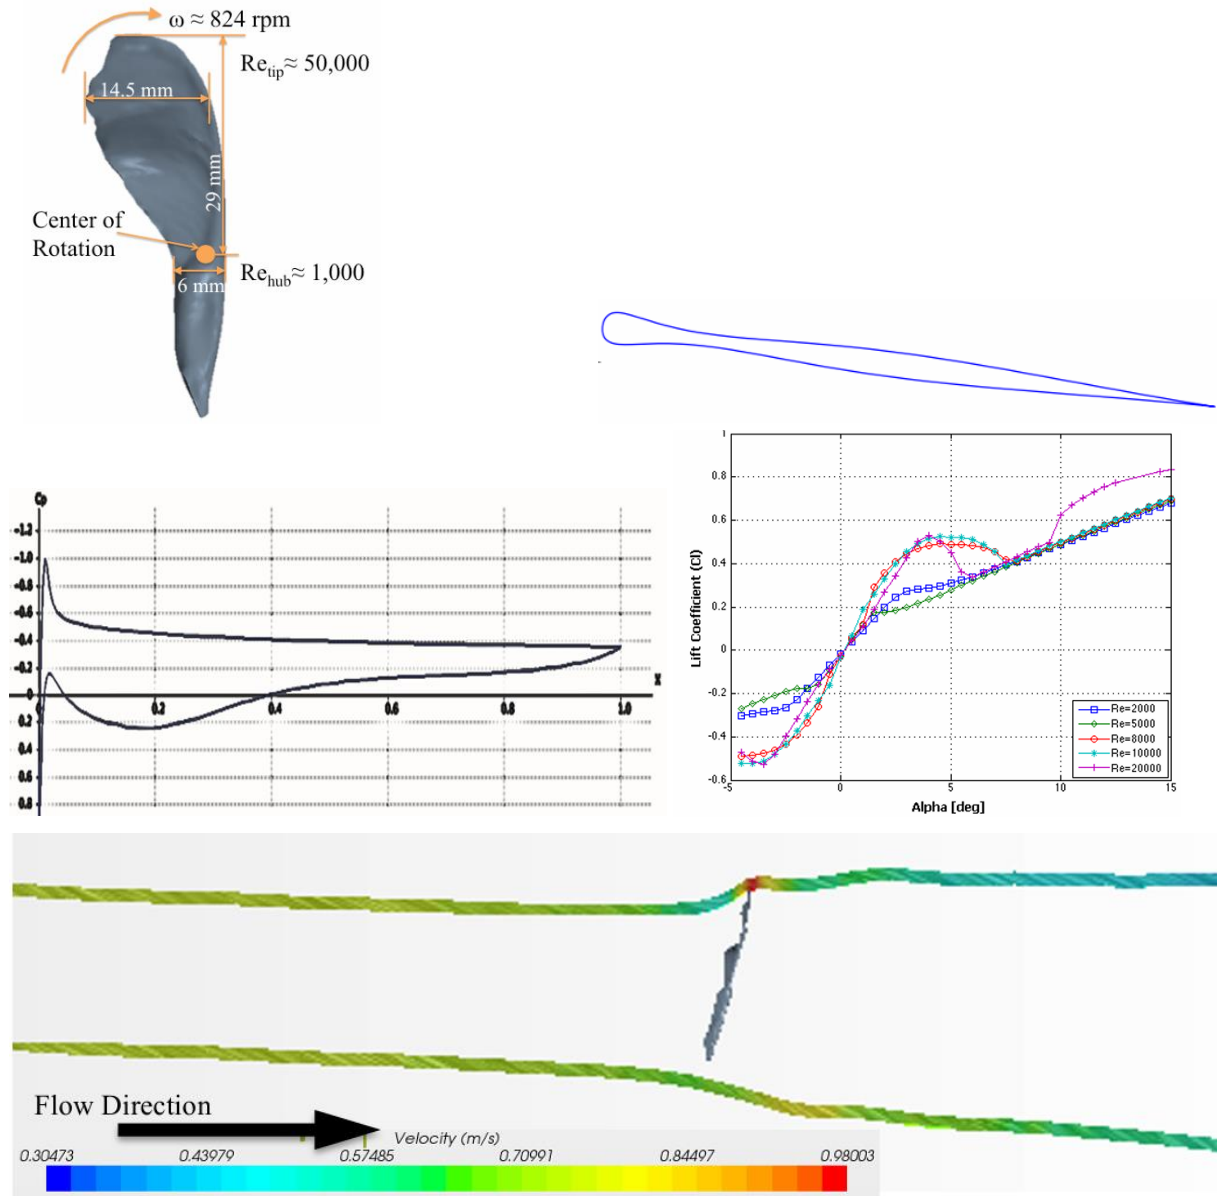 ω ≈ 824 rpm
Re_tip ≈ 50,000
14.5 mm
29 mm
Center of
Rotation
Re_hub ≈ 1,000
6 mm
Cp
-1.2
-1.0
-0.8
-0.6
-0.4
-0.2
0
0.2
0.4
0.6
0.8
0.2
0.4
0.6
0.8
1.0
x
1
0.8
0.6
0.4
0.2
0
-0.2
-0.4
-0.6
-5
0
5
10
15
Lift Coefficient (Cl)
Alpha [deg]
Re=2000
Re=5000
Re=8000
Re=10000
Re=20000
Flow Direction
Velocity (m/s)
0.30473 0.43979 0.57485 0.70991 0.84497 0.98003